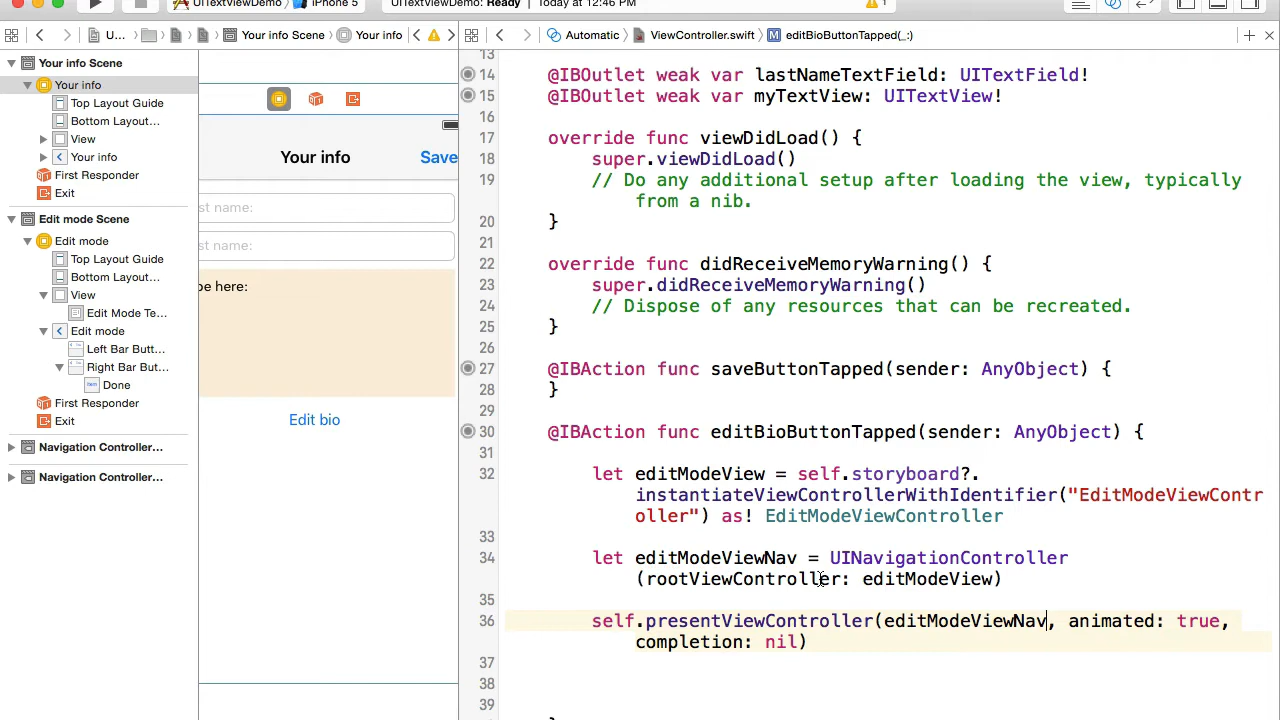 UITextViewDemo
iPhone 5
UITextViewDemo: Ready
Today at 12:46 PM
1
U...
Your info Scene
Your info
Automatic
ViewController.swift
M
editBioButtonTapped(_:)
Your info Scene
Your info
Top Layout Guide
Bottom Layout...
View
Your info
First Responder
Exit
Edit mode Scene
Edit mode
Top Layout Guide
Bottom Layout...
View
Edit Mode Te...
Edit mode
Left Bar Butt...
Right Bar But...
Done
First Responder
Exit
Navigation Controller...
Navigation Controller...
Your info
Save
st name:
st name:
pe here:
Edit bio
13
14 @IBOutlet weak var lastNameTextField: UITextField!
15 @IBOutlet weak var myTextView: UITextView!
16
17 override func viewDidLoad() {
18 super.viewDidLoad()
19 // Do any additional setup after loading the view, typically
from a nib.
20 }
21
22 override func didReceiveMemoryWarning() {
23 super.didReceiveMemoryWarning()
24 // Dispose of any resources that can be recreated.
25 }
26
27 @IBAction func saveButtonTapped(sender: AnyObject) {
28 }
29
30 @IBAction func editBioButtonTapped(sender: AnyObject) {
31
32 let editModeView = self.storyboard?.
instantiateViewControllerWithIdentifier("EditModeViewContr
oller") as! EditModeViewController
33
34 let editModeViewNav = UINavigationController
(rootViewController: editModeView)
35
36 self.presentViewController(editModeViewNav, animated: true,
completion: nil)
37
38
39
}